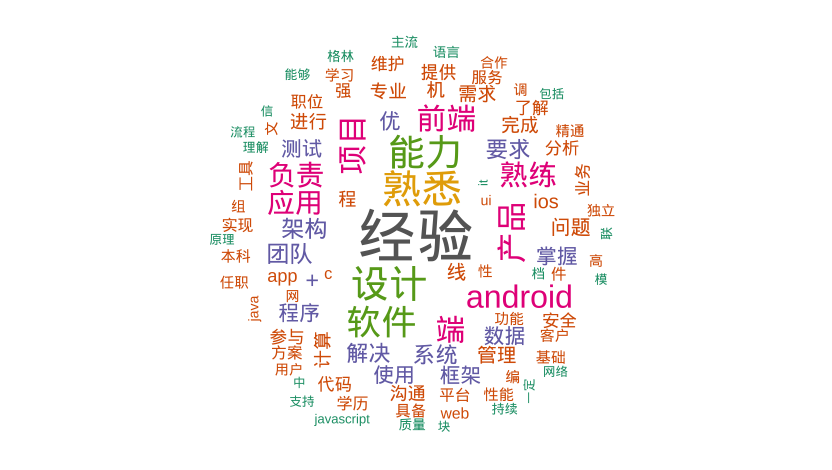 主流
语言
格林
维护
合作
能够
学习
提供
服务
强
专业
机
需求
调
包括
职位
了解
信
文
进行
优
前端
完成
精通
流程
理解
测试
项目
能力
要求
分析
工具
负责
熟悉
it
熟练
业务
组
应用
程
ui
ios
独立
实现
架构
经验
产品
问题
原理
本科
团队
线
性
掌握
高
档
件
模
任职
app
+
c
设计
android
网
java
程序
软件
端
功能
安全
参与
数据
客户
方案
计算
解决
系统
管理
基础
用户
使用
框架
编
网络
中
代码
沟通
平台
性能
一定
支持
学历
具备
web
持续
javascript
质量
块